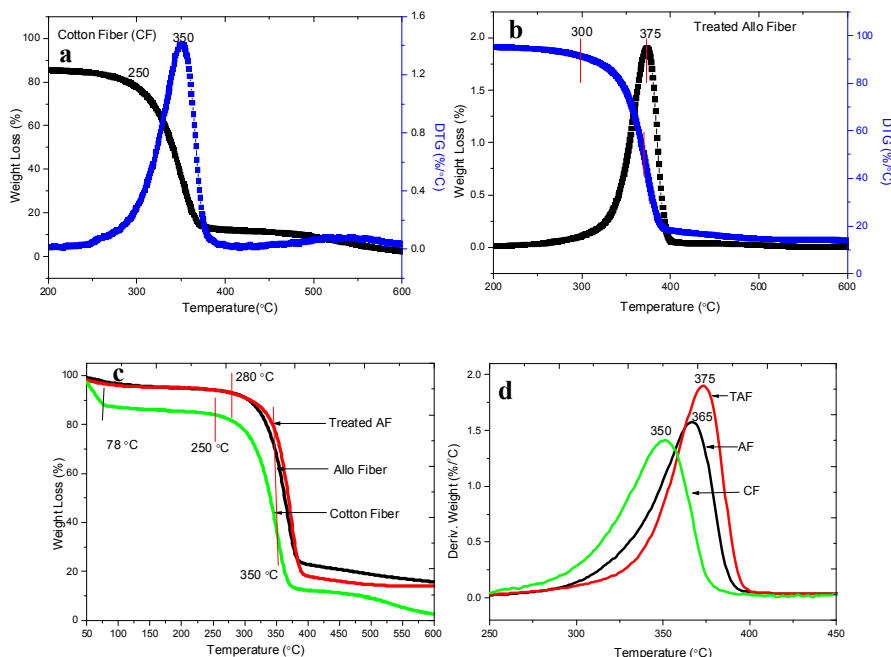 Cotton Fiber (CF)
a
350
250
100
80
60
40
20
0
Weight Loss (%)
1.6
1.2
0.8
0.4
0.0
DTG (%/°C)
200
300
400
500
600
Temperature(°C)
b
300
375
Treated Allo Fiber
2.0
1.5
1.0
0.5
0.0
Weight Loss (%)
100
80
60
40
20
0
DTG (%/°C)
200
300
400
500
600
Temperature (°C)
c
280 °C
250 °C
78 °C
350 °C
Treated AF
Allo Fiber
Cotton Fiber
100
80
60
40
20
0
Weight Loss (%)
50 100 150 200 250 300 350 400 450 500 550 600
Temperature (°C)
d
375
365
350
TAF
AF
CF
2.0
1.5
1.0
0.5
0.0
Deriv. Weight (%/°C)
250
300
350
400
450
Temperature (°C)